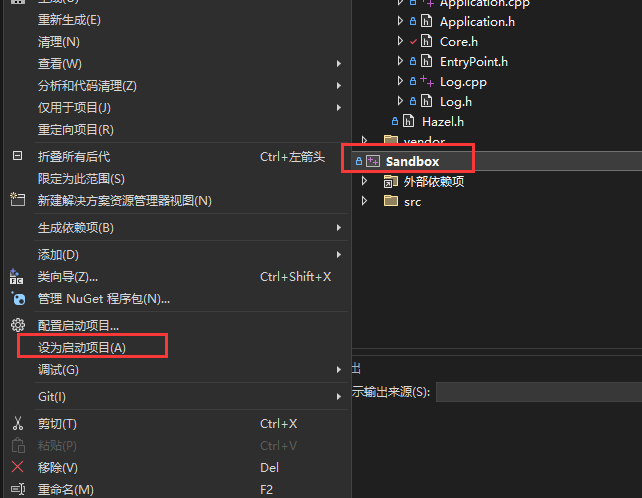 重新生成(E)
清理(N)
查看(W)
分析和代码清理(Z)
仅用于项目(J)
重定向项目(R)
折叠所有后代 Ctrl+左箭头
限定为此范围(S)
新建解决方案资源管理器视图(N)
生成依赖项(B)
添加(D)
类向导(Z)... Ctrl+Shift+X
管理 NuGet 程序包(N)...
配置启动项目...
设为启动项目(A)
调试(G)
Git(I)
剪切(T) Ctrl+X
粘贴(P) Ctrl+V
移除(V) Del
重命名(M) F2
Application.cpp
Application.h
Core.h
EntryPoint.h
Log.cpp
Log.h
Hazel.h
vendor
Sandbox
外部依赖项
src
出
示输出来源(S):